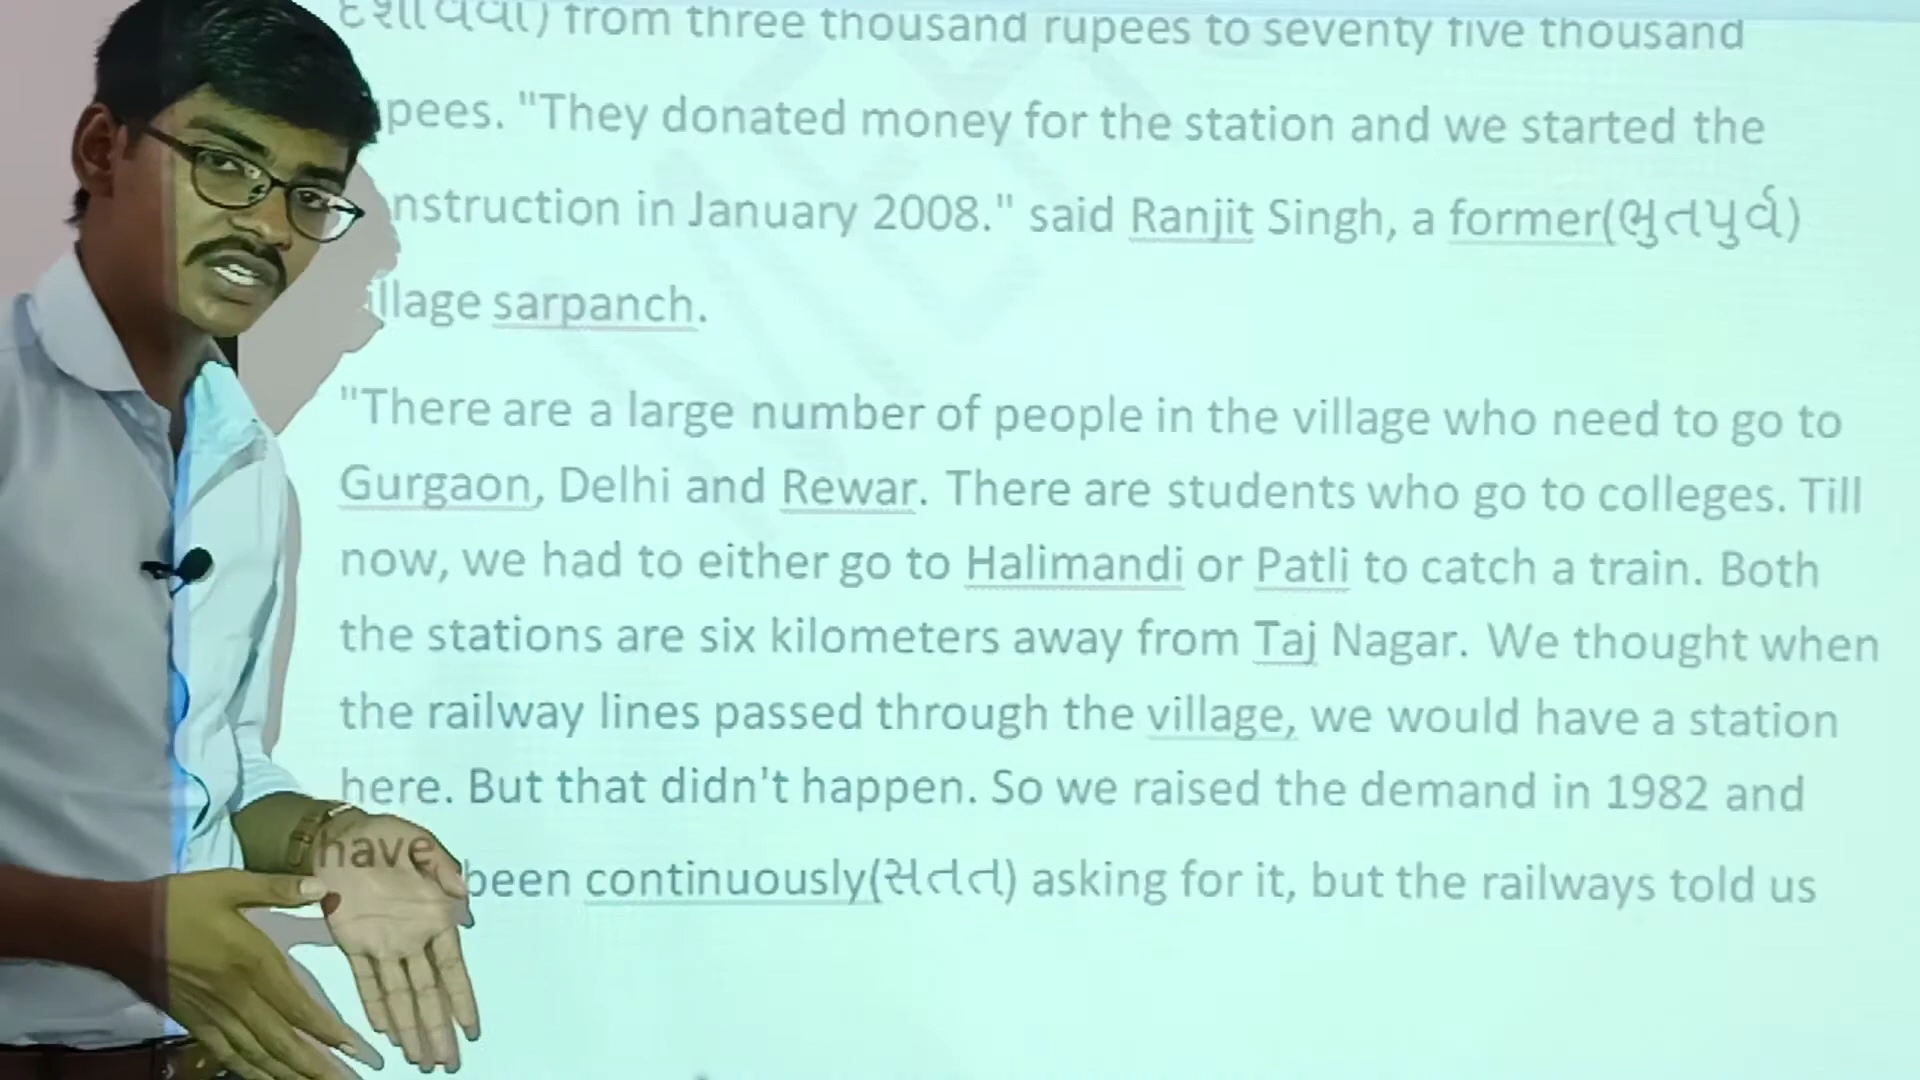 from three thousand rupees to seventy five thousand
pees. "They donated money for the station and we started the
nstruction in January 2008." said Ranjit Singh, a former(ભુતપુર્વ)
illage sarpanch.
"There are a large number of people in the village who need to go to
Gurgaon, Delhi and Rewar. There are students who go to colleges. Till
now, we had to either go to Halimandi or Patli to catch a train. Both
the stations are six kilometers away from Taj Nagar. We thought when
the railway lines passed through the village, we would have a station
here. But that didn't happen. So we raised the demand in 1982 and
have
been continuously(સતત) asking for it, but the railways told us